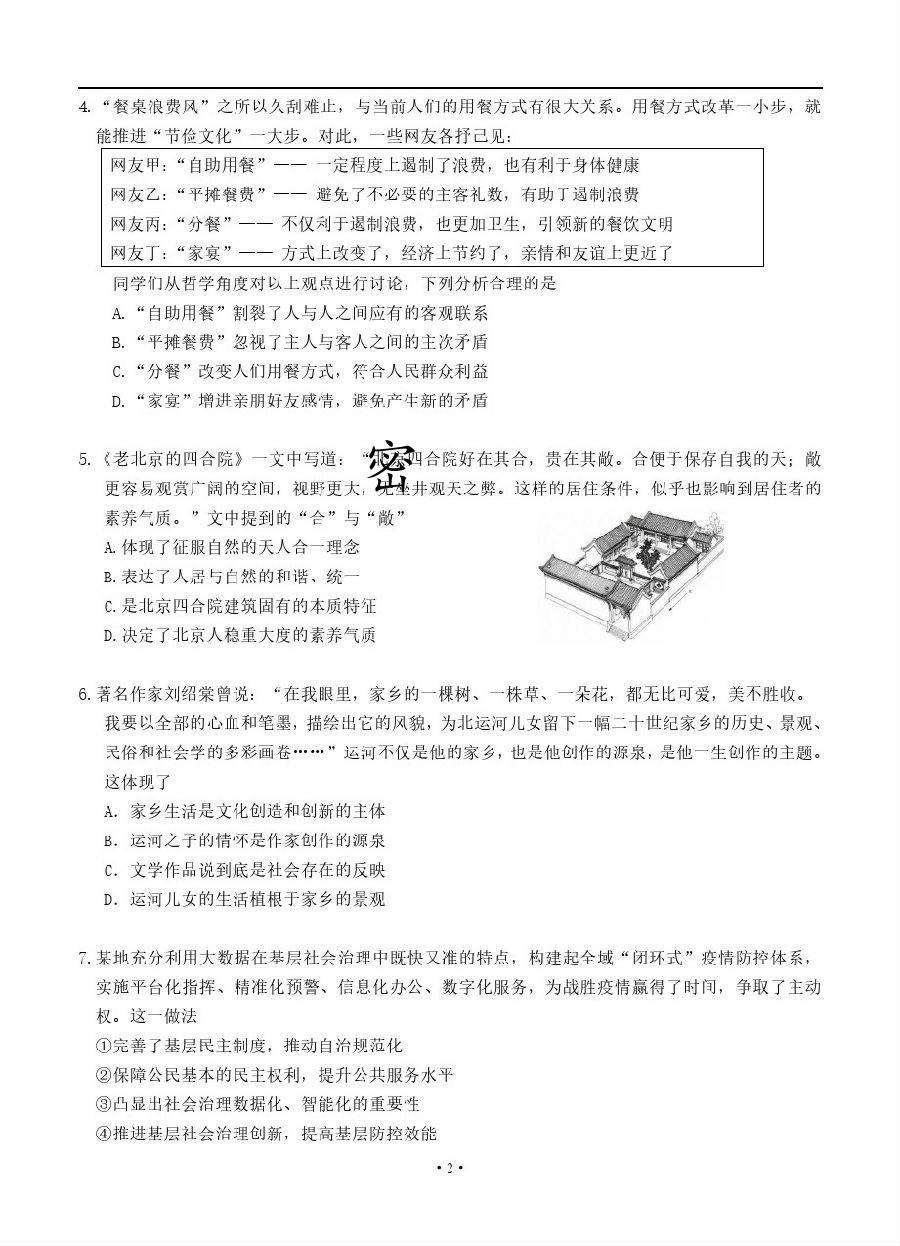 4.“餐桌浪费风”之所以久刮难止，与当前人们的用餐方式有很大关系。用餐方式改革一小步，就
能推进“节俭文化”一大步。对此，一些网友各抒己见：
网友甲：“自助用餐”—— 一定程度上遏制了浪费，也有利于身体健康
网友乙：“平摊餐费”—— 避免了不必要的主客礼数，有助于遏制浪费
网友丙：“分餐”—— 不仅利于遏制浪费，也更加卫生，引领新的餐饮文明
网友丁：“家宴”—— 方式上改变了，经济上节约了，亲情和友谊上更近了
同学们从哲学角度对以上观点进行讨论，下列分析合理的是
A.“自助用餐”割裂了人与人之间应有的客观联系
B.“平摊餐费”忽视了主人与客人之间的主次矛盾
C.“分餐”改变人们用餐方式，符合人民群众利益
D.“家宴”增进亲朋好友感情，避免产生新的矛盾
密
5.《老北京的四合院》一文中写道：“北京四合院好在其合，贵在其敞。合便于保存自我的天；敞
更容易观赏广阔的空间，视野更大，无坐井观天之弊。这样的居住条件，似乎也影响到居住者的
素养气质。”文中提到的“合”与“敞”
A.体现了征服自然的天人合一理念
B.表达了人居与自然的和谐、统一
C.是北京四合院建筑固有的本质特征
D.决定了北京人稳重大度的素养气质
6.著名作家刘绍棠曾说：“在我眼里，家乡的一棵树、一株草、一朵花，都无比可爱，美不胜收。
我要以全部的心血和笔墨，描绘出它的风貌，为北运河儿女留下一幅二十世纪家乡的历史、景观、
民俗和社会学的多彩画卷……”运河不仅是他的家乡，也是他创作的源泉，是他一生创作的主题。
这体现了
A．家乡生活是文化创造和创新的主体
B．运河之子的情怀是作家创作的源泉
C．文学作品说到底是社会存在的反映
D．运河儿女的生活植根于家乡的景观
7.某地充分利用大数据在基层社会治理中既快又准的特点，构建起全域“闭环式”疫情防控体系，
实施平台化指挥、精准化预警、信息化办公、数字化服务，为战胜疫情赢得了时间，争取了主动
权。这一做法
①完善了基层民主制度，推动自治规范化
②保障公民基本的民主权利，提升公共服务水平
③凸显出社会治理数据化、智能化的重要性
④推进基层社会治理创新，提高基层防控效能
·2·